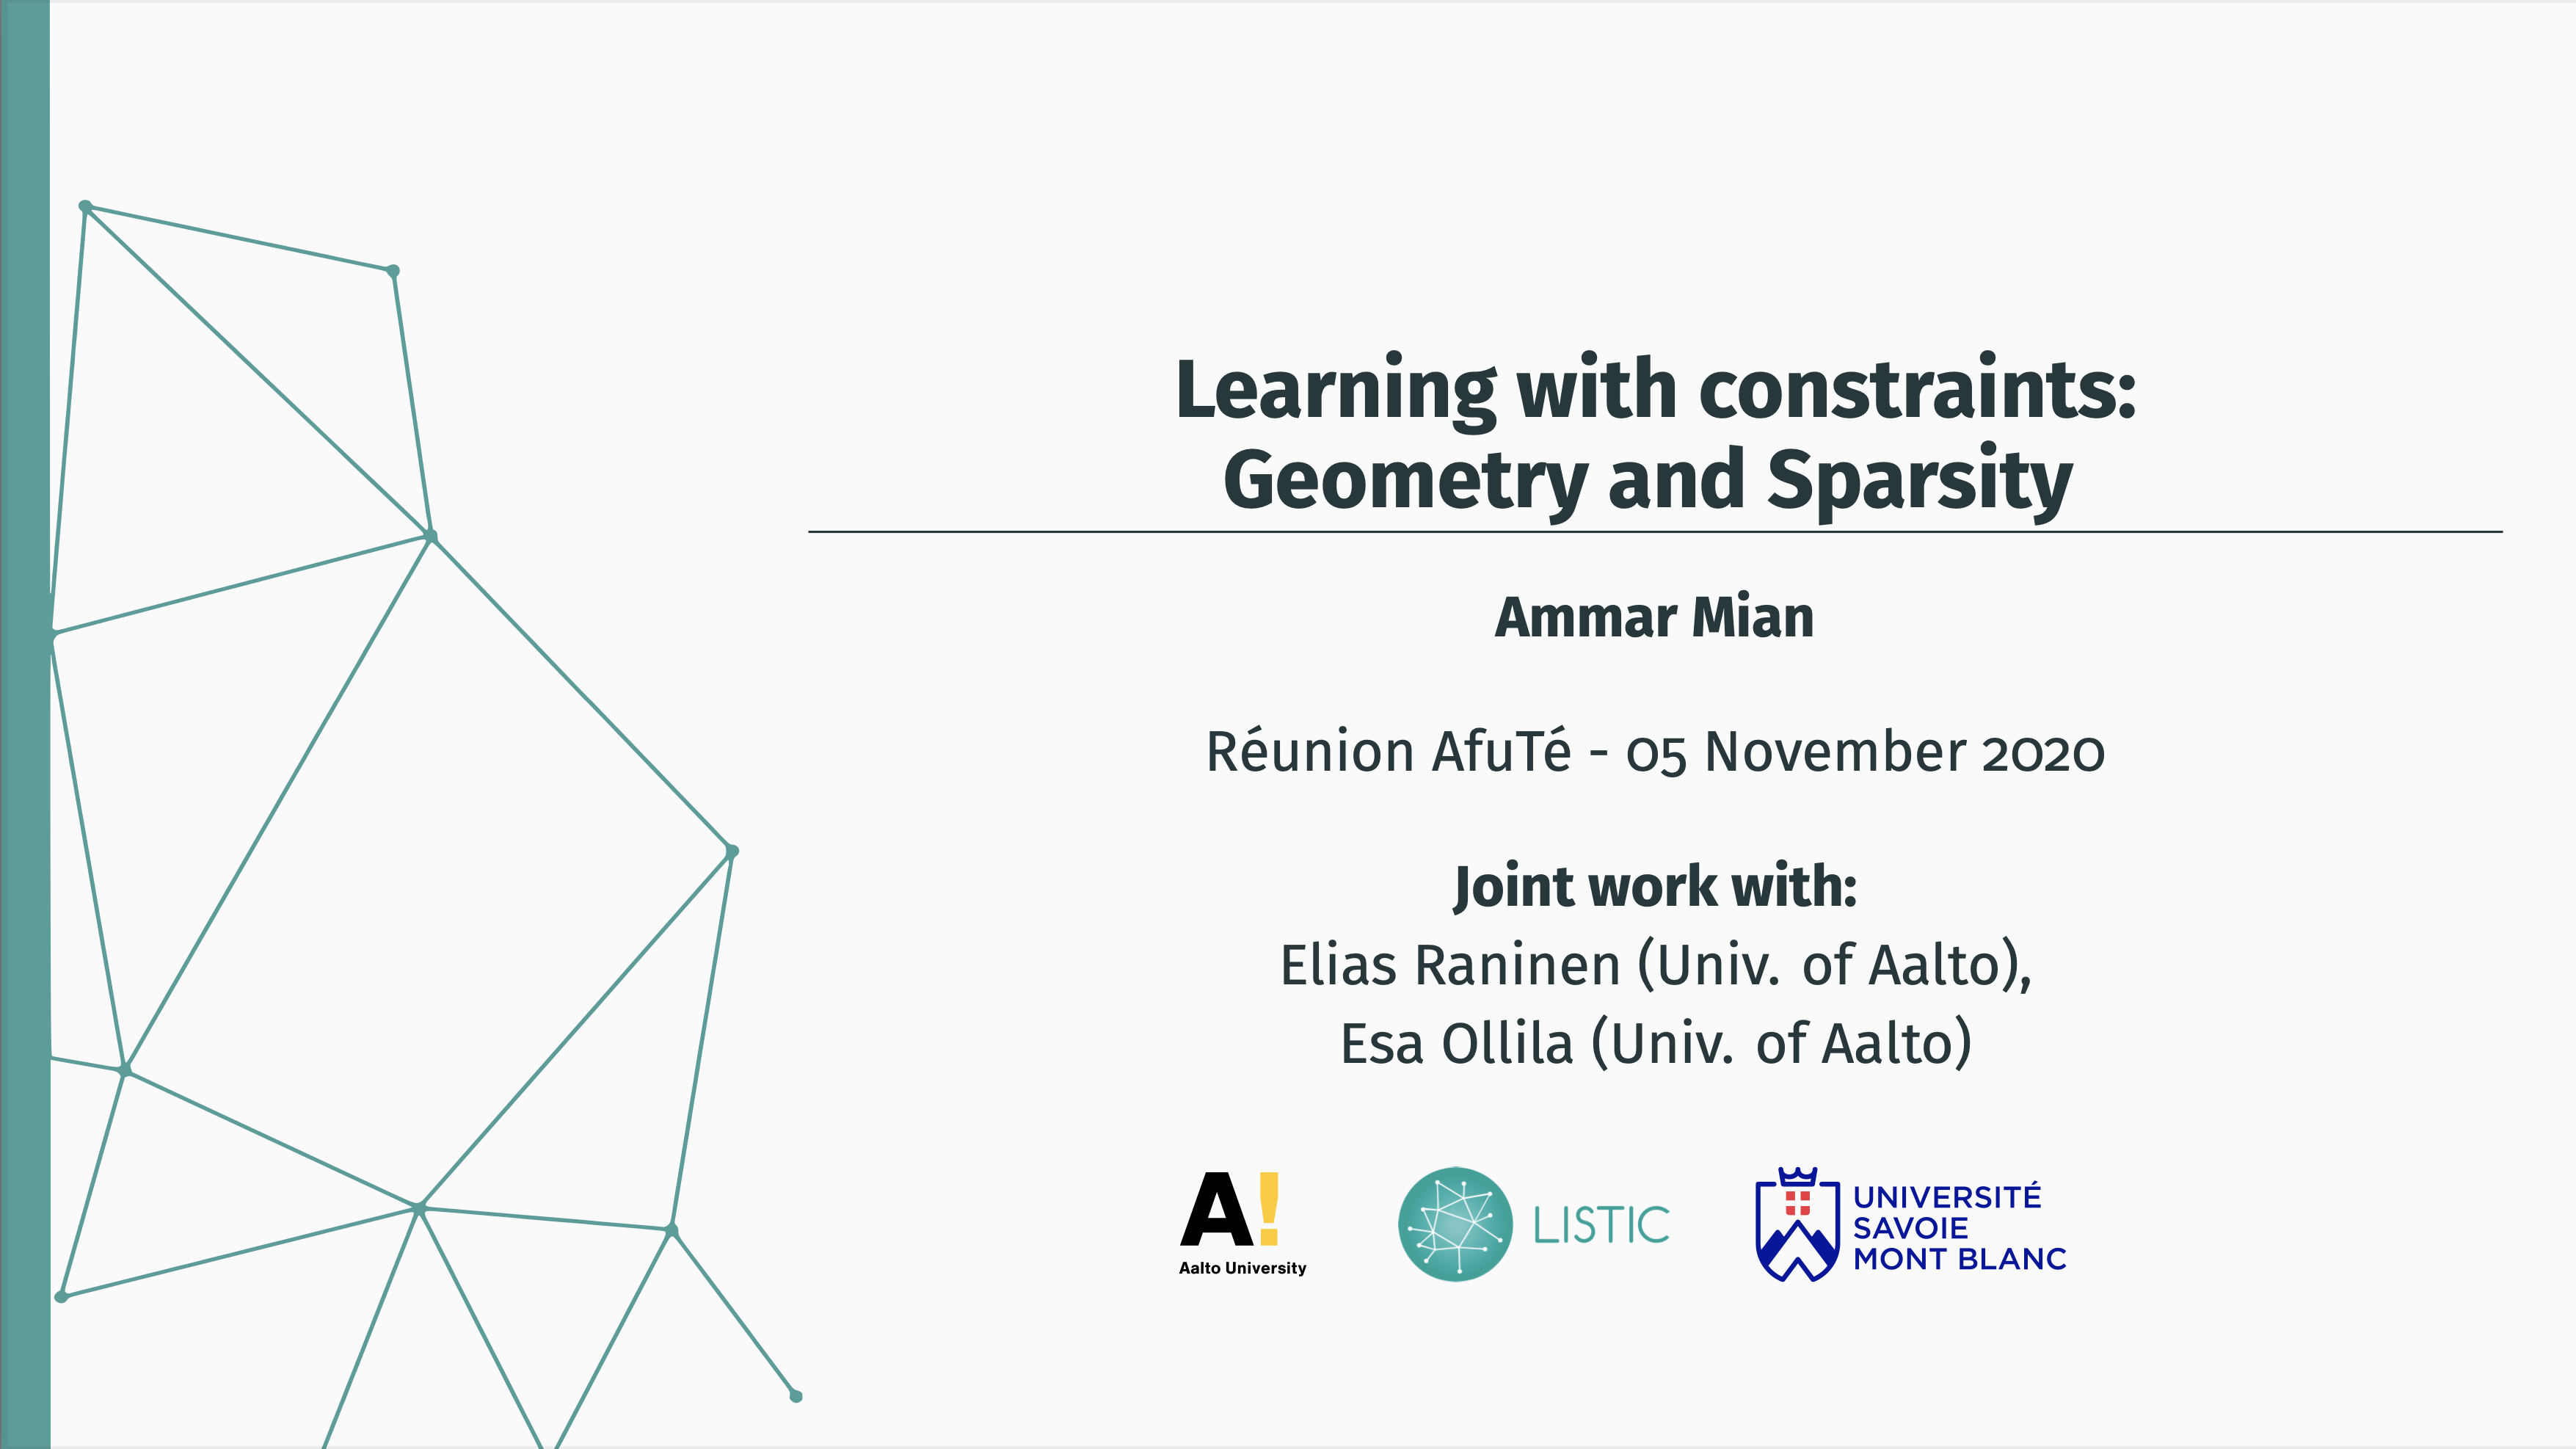 Learning with constraints:
Geometry and Sparsity
Ammar Mian
Réunion AfuTé - 05 November 2020
Joint work with:
Elias Raninen (Univ. of Aalto),
Esa Ollila (Univ. of Aalto)
A!
Aalto University
LISTIC
UNIVERSITÉ
SAVOIE
MONT BLANC